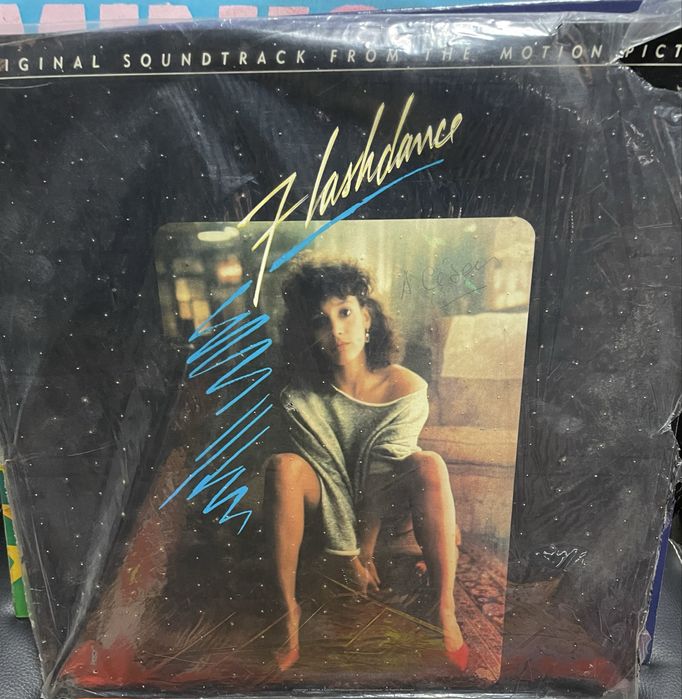 IGINAL SOUNDTRACK FROM THE MOTION PICT
Flashdance